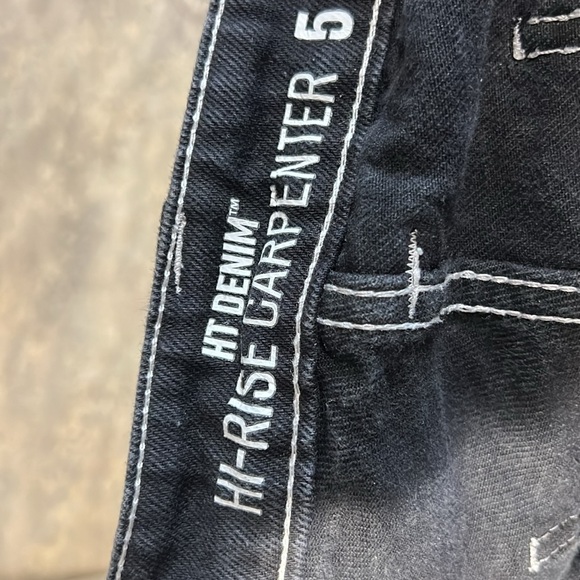 HT DENIM™
HI-RISE CARPENTER 5